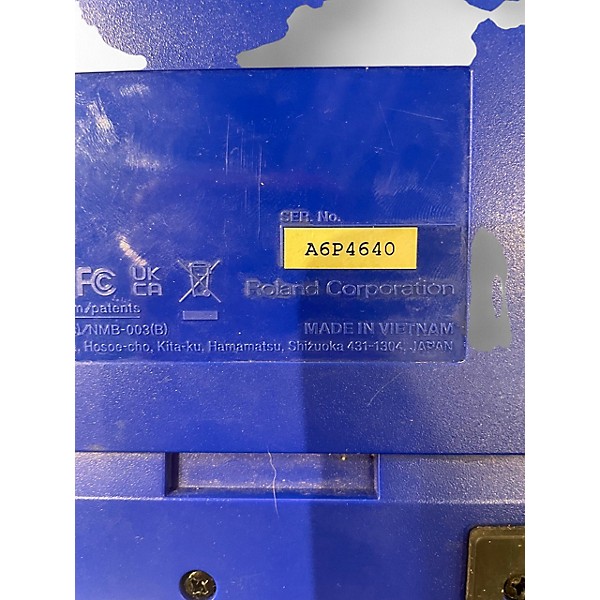 SER. No.
A6P4640
FC UK CA
Roland Corporation
m/patents
)/NMB-003(B) MADE IN VIETNAM
, Hosoe-cho, Kita-ku, Hamamatsu, Shizuoka 431-1304, JAPAN